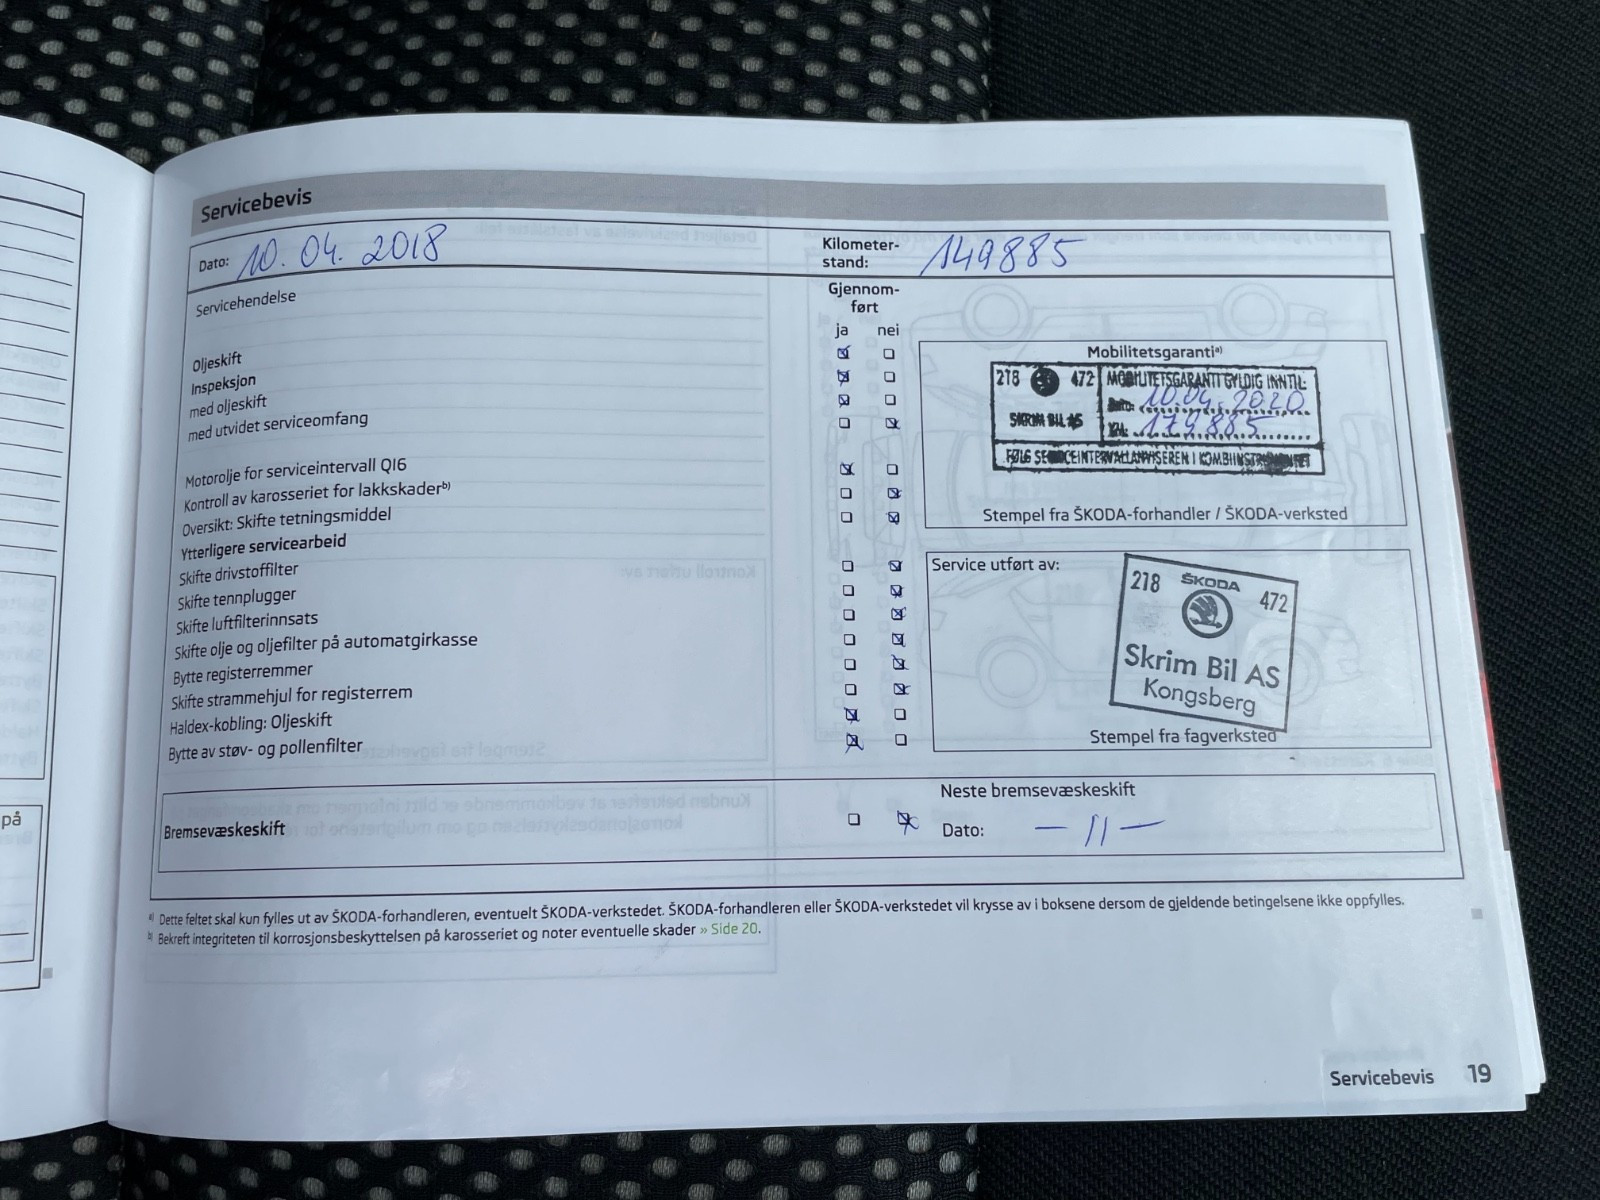 Servicebevis
Dato: 10.04.2018
Kilometer-
stand: 149885
Servicehendelse
Gjennom-
ført
ja nei
Oljeskift
Inspeksjon
med oljeskift
med utvidet serviceomfang
Motorolje for serviceintervall QI6
Kontroll av karosseriet for lakkskader b)
Oversikt: Skifte tetningsmiddel
Ytterligere servicearbeid
Skifte drivstoffilter
Skifte tennplugger
Skifte luftfilterinnsats
Skifte olje og oljefilter på automatgirkasse
Bytte registerremmer
Skifte strammehjul for registerrem
Haldex-kobling: Oljeskift
Bytte av støv- og pollenfilter
Mobilitetsgaranti a)
218 472
SKRIM BIL AS
MOBILITETSGARANTI GYLDIG INNTIL:
Dato: 10.04.2020
KM: 179885
FØLG SERVICEINTERVALLANVISEREN I KOMBIINSTRUMENTET
Stempel fra ŠKODA-forhandler / ŠKODA-verksted
Service utført av:
218 ŠKODA 472
Skrim Bil AS
Kongsberg
Stempel fra fagverksted
Bremsevæskeskift
Neste bremsevæskeskift
Dato: — 11 —
a) Dette feltet skal kun fylles ut av ŠKODA-forhandleren, eventuelt ŠKODA-verkstedet. ŠKODA-forhandleren eller ŠKODA-verkstedet vil krysse av i boksene dersom de gjeldende betingelsene ikke oppfylles.
b) Bekreft integriteten til korrosjonsbeskyttelsen på karosseriet og noter eventuelle skader » Side 20.
Servicebevis 19
på